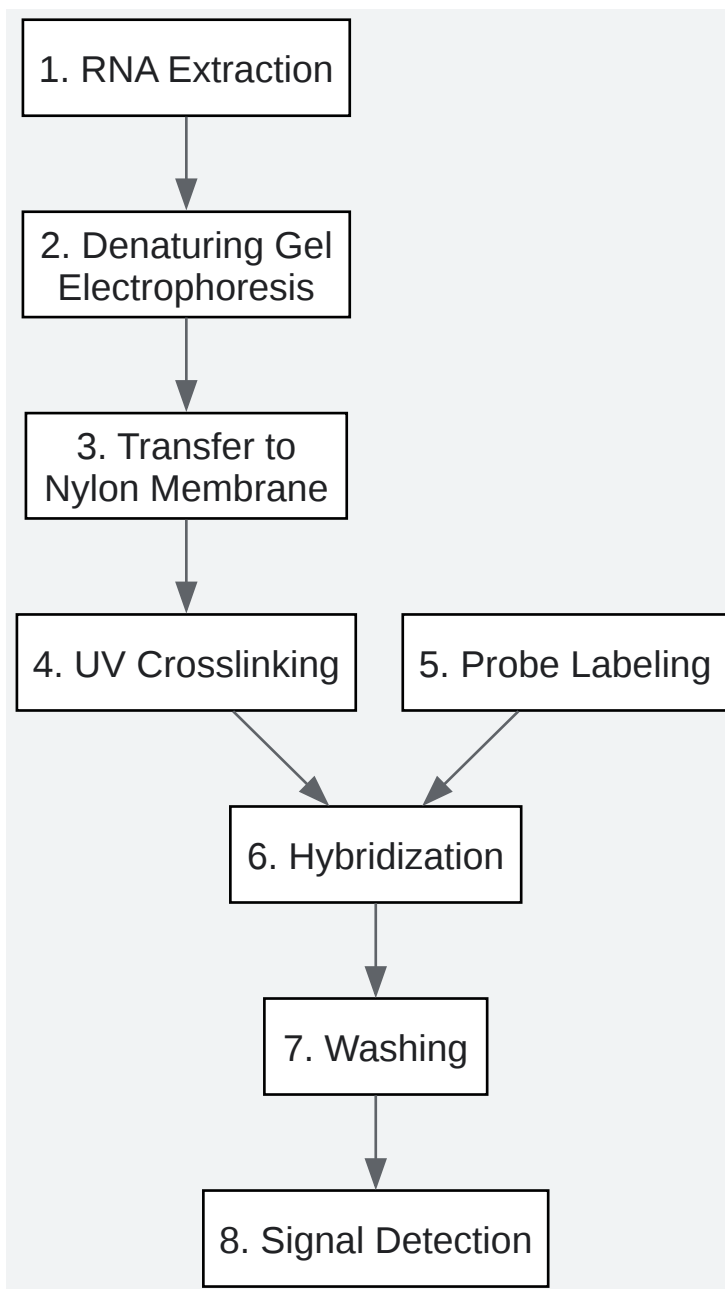 1. RNA Extraction
2. Denaturing Gel
Electrophoresis
3. Transfer to
Nylon Membrane
4. UV Crosslinking
5. Probe Labeling
6. Hybridization
7. Washing
8. Signal Detection